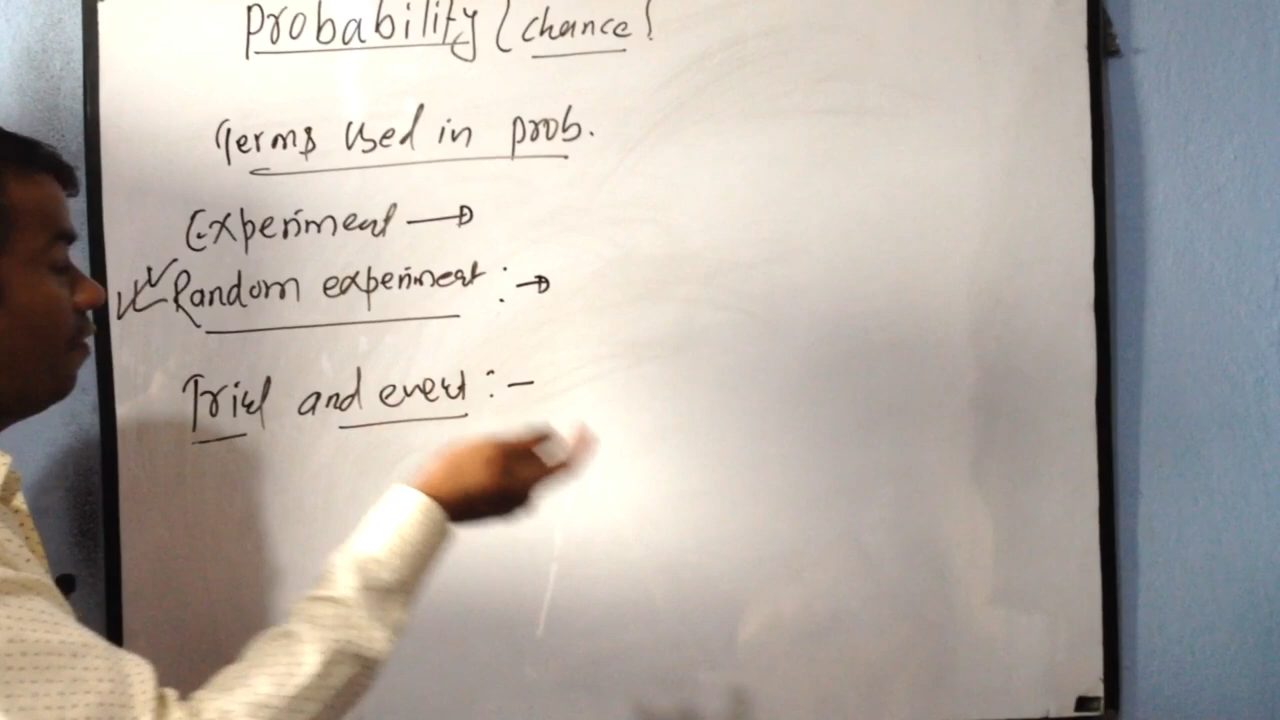 Probability (chance)
Terms used in prob.
Experiment →
Random experiment : →
Trial and event : -